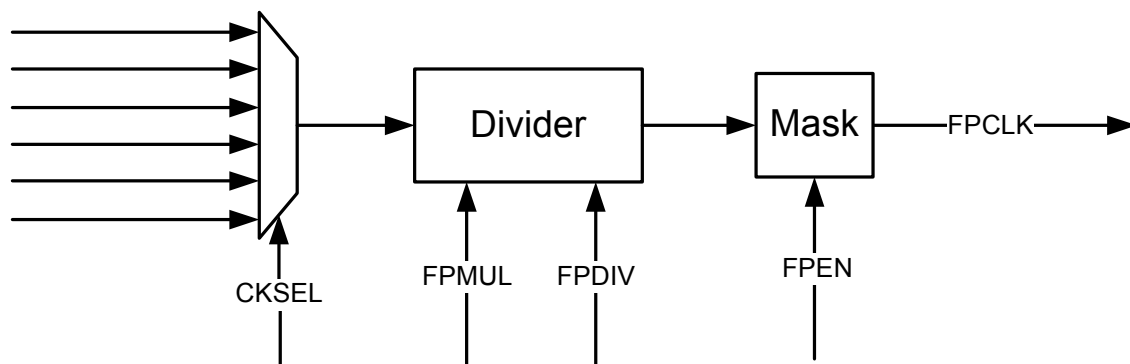 Divider
Mask
FPCLK
FPMUL
FPDIV
FPEN
CKSEL